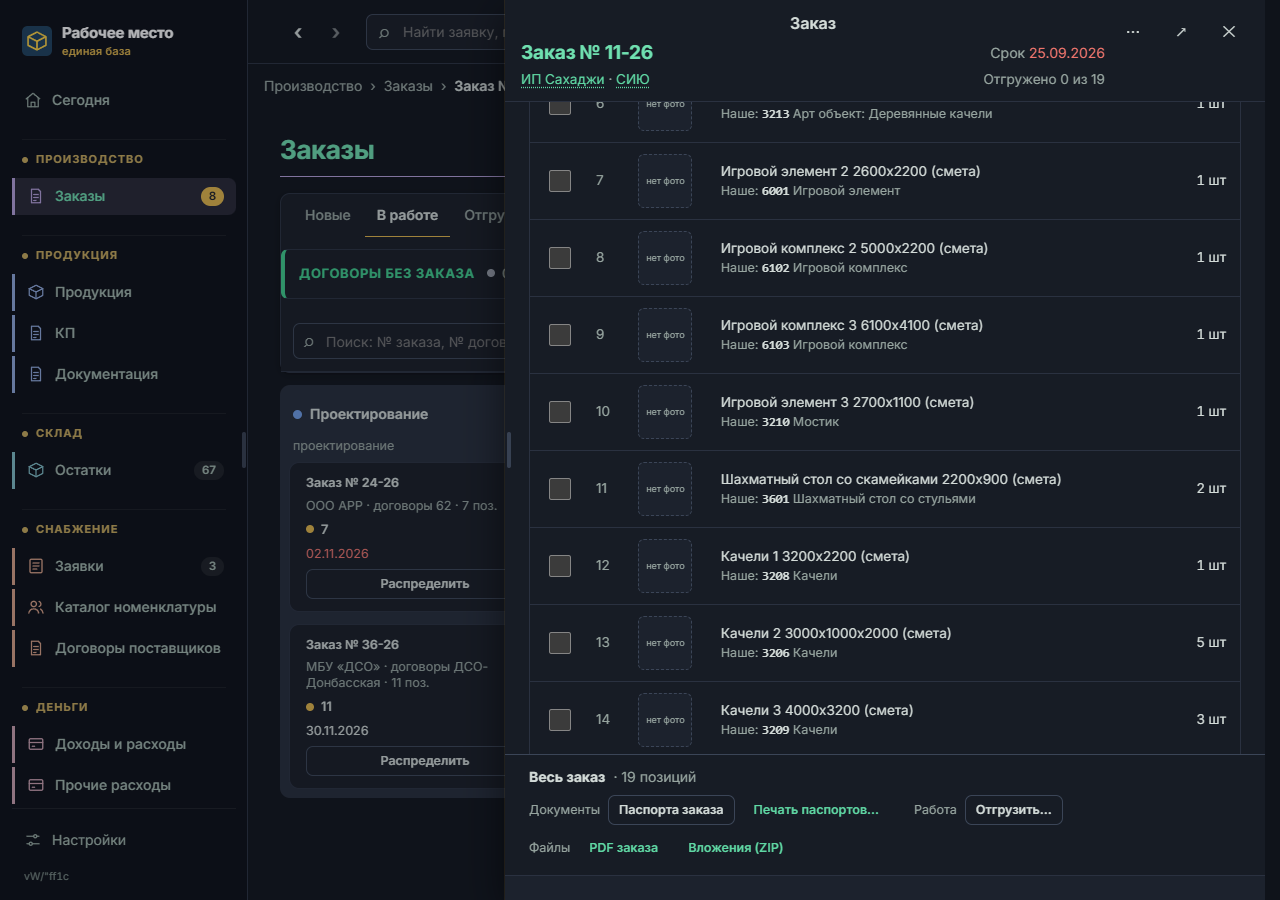 Рабочее место
единая база
Сегодня
ПРОИЗВОДСТВО
Заказы 8
ПРОДУКЦИЯ
Продукция
КП
Документация
СКЛАД
Остатки 67
СНАБЖЕНИЕ
Заявки 3
Каталог номенклатуры
Договоры поставщиков
ДЕНЬГИ
Доходы и расходы
Прочие расходы
Настройки
vW/"ff1c
Найти заявку,
Производство › Заказы › Заказ №
Заказы
Новые В работе Отгру
ДОГОВОРЫ БЕЗ ЗАКАЗА
Поиск: № заказа, № догов
Проектирование
проектирование
Заказ № 24-26
ООО АРР · договоры 62 · 7 поз.
7
02.11.2026
Распределить
Заказ № 36-26
МБУ «ДСО» · договоры ДСО-
Донбасская · 11 поз.
11
30.11.2026
Распределить
Заказ
Заказ № 11-26
ИП Сахаджи · СИЮ
Срок 25.09.2026
Отгружено 0 из 19
6 нет фото Наше: 3213 Арт объект: Деревянные качели 1 шт
7 нет фото Игровой элемент 2 2600х2200 (смета) 1 шт
Наше: 6001 Игровой элемент
8 нет фото Игровой комплекс 2 5000х2200 (смета) 1 шт
Наше: 6102 Игровой комплекс
9 нет фото Игровой комплекс 3 6100х4100 (смета) 1 шт
Наше: 6103 Игровой комплекс
10 нет фото Игровой элемент 3 2700х1100 (смета) 1 шт
Наше: 3210 Мостик
11 нет фото Шахматный стол со скамейками 2200х900 (смета) 2 шт
Наше: 3601 Шахматный стол со стульями
12 нет фото Качели 1 3200х2200 (смета) 1 шт
Наше: 3208 Качели
13 нет фото Качели 2 3000х1000х2000 (смета) 5 шт
Наше: 3206 Качели
14 нет фото Качели 3 4000х3200 (смета) 3 шт
Наше: 3209 Качели
Весь заказ · 19 позиций
Документы Паспорта заказа Печать паспортов... Работа Отгрузить...
Файлы PDF заказа Вложения (ZIP)